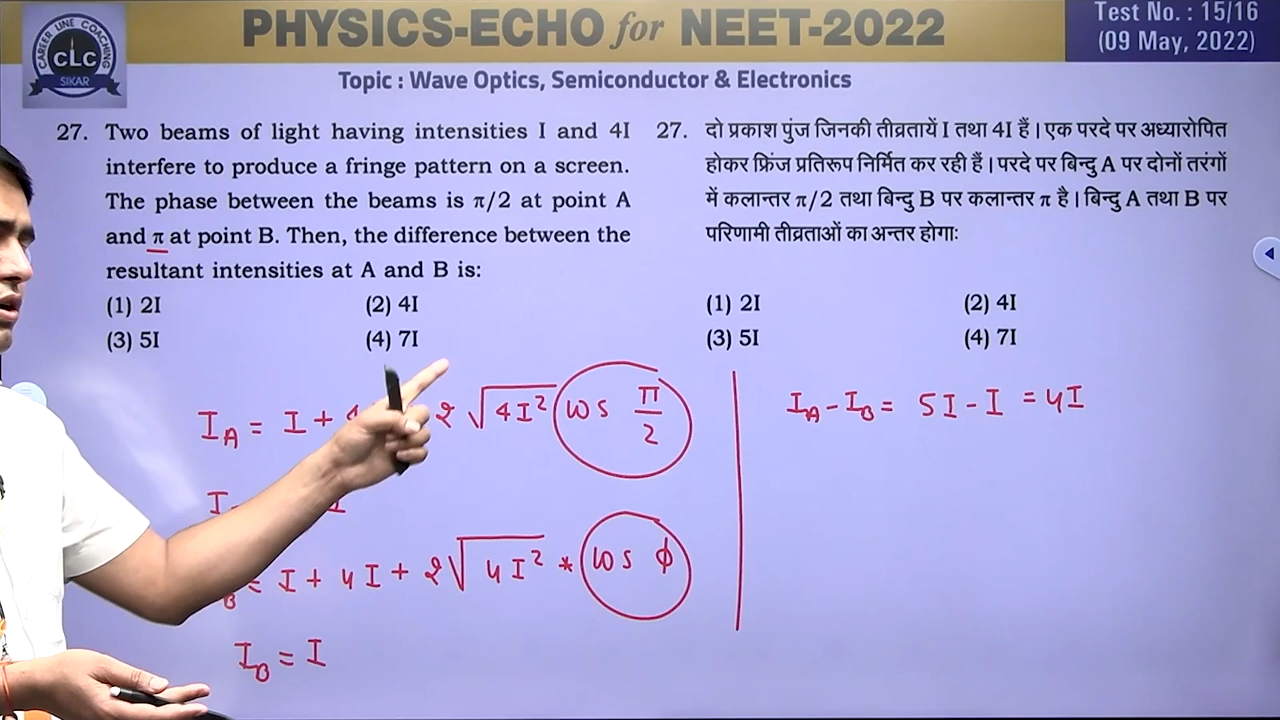 CAREER LINE COACHING
CLC
SIKAR
PHYSICS-ECHO for NEET-2022
Test No. : 15/16
(09 May, 2022)
Topic : Wave Optics, Semiconductor & Electronics
27. Two beams of light having intensities I and 4I
interfere to produce a fringe pattern on a screen.
The phase between the beams is π/2 at point A
and π at point B. Then, the difference between the
resultant intensities at A and B is:
(1) 2I (2) 4I
(3) 5I (4) 7I
27. दो प्रकाश पुंज जिनकी तीव्रतायें I तथा 4I हैं। एक परदे पर अध्यारोपित
होकर फ्रिंज प्रतिरूप निर्मित कर रही हैं। परदे पर बिन्दु A पर दोनों तरंगों
में कलान्तर π/2 तथा बिन्दु B पर कलान्तर π है। बिन्दु A तथा B पर
परिणामी तीव्रताओं का अन्तर होगाः
(1) 2I (2) 4I
(3) 5I (4) 7I
I_A = I + 2 √4I² cos π/2
I
B = I + 4I + 2√4I² * cos ϕ
I_B = I
I_A - I_B = 5I - I = 4I